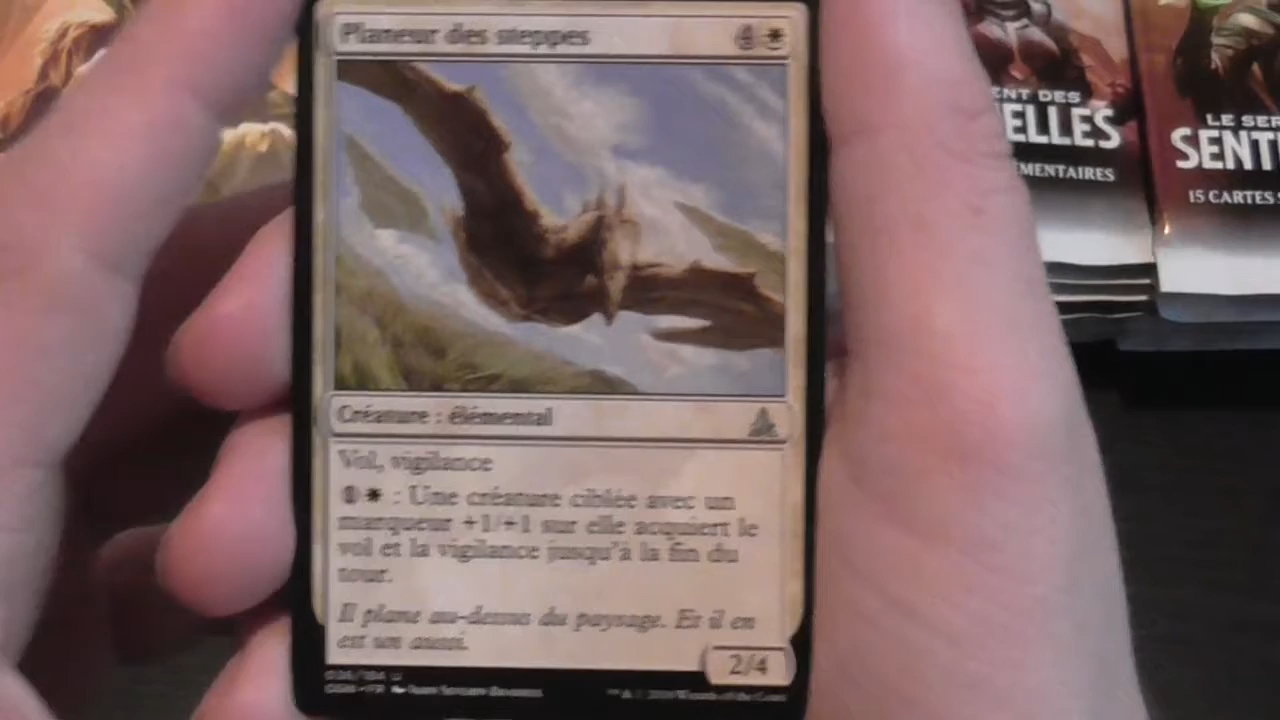 Planeur des steppes 4
Créature : élémental
Vol, vigilance
: Une créature ciblée avec un
marqueur +1/+1 sur elle acquiert le
vol et la vigilance jusqu'à la fin du
tour.
Il plane au-dessus du paysage. Et il en
est un aussi.
2/4
ENT DES
ELLES
ÉMENTAIRES
LE SER
SENT
15 CARTES S